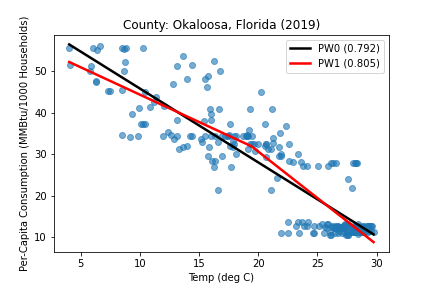 County: Okaloosa, Florida (2019)
PW0 (0.792)
PW1 (0.805)
Per-Capita Consumption (MMBtu/1000 Households)
50
40
30
20
10
5 10 15 20 25 30
Temp (deg C)